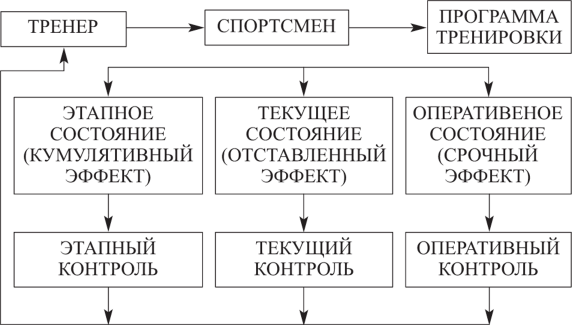 ТРЕНЕР
СПОРТСМЕН
ПРОГРАММА
ТРЕНИРОВКИ
ЭТАПНОЕ
СОСТОЯНИЕ
(КУМУЛЯТИВНЫЙ
ЭФФЕКТ)
ТЕКУЩЕЕ
СОСТОЯНИЕ
(ОТСТАВЛЕННЫЙ
ЭФФЕКТ)
ОПЕРАТИВЕНОЕ
СОСТОЯНИЕ
(СРОЧНЫЙ
ЭФФЕКТ)
ЭТАПНЫЙ
КОНТРОЛЬ
ТЕКУЩИЙ
КОНТРОЛЬ
ОПЕРАТИВНЫЙ
КОНТРОЛЬ